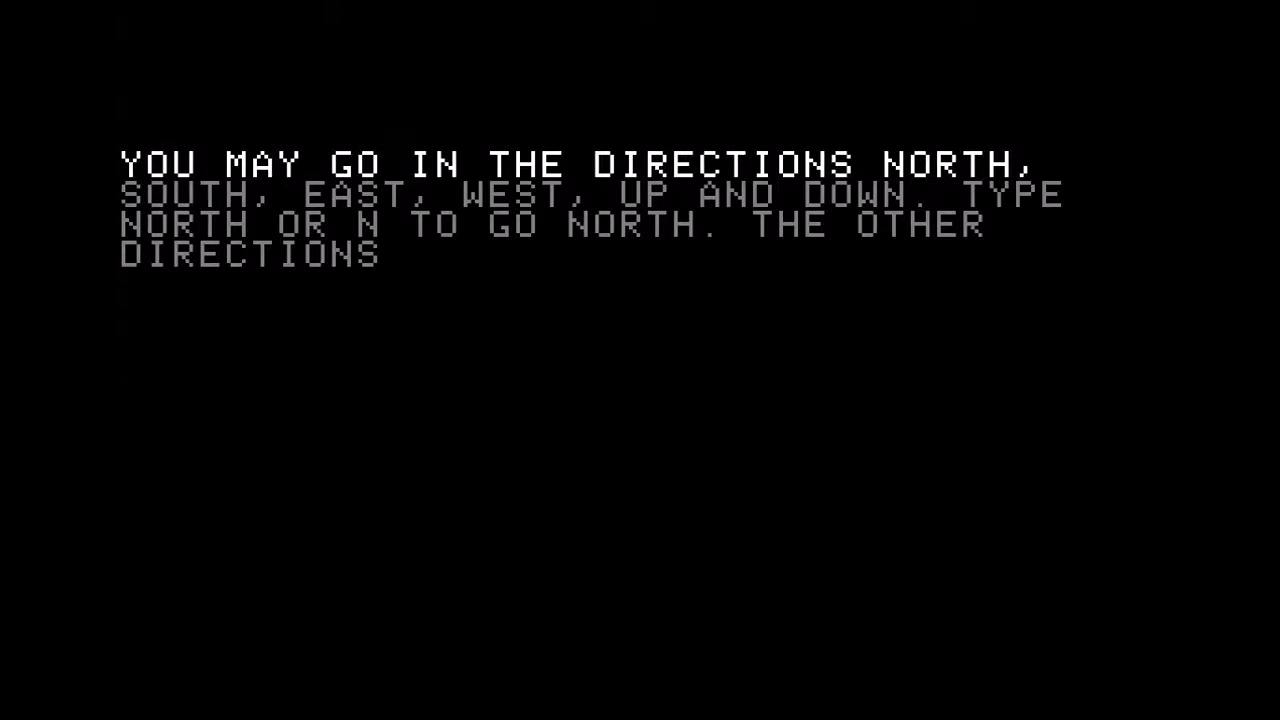 YOU MAY GO IN THE DIRECTIONS NORTH,
SOUTH, EAST, WEST, UP AND DOWN. TYPE
NORTH OR N TO GO NORTH. THE OTHER
DIRECTIONS